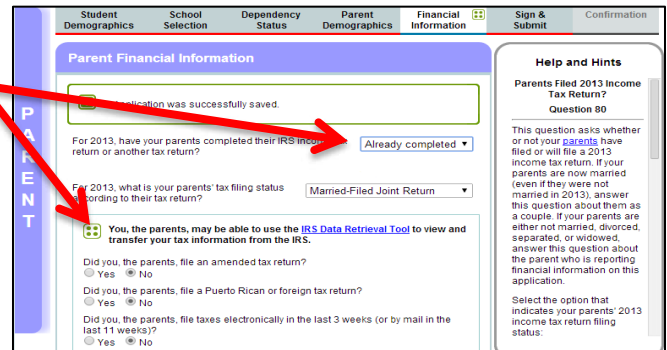 Student Demographics
School Selection
Dependency Status
Parent Demographics
Financial Information
Sign & Submit
Confirmation
PARENT
Parent Financial Information
pplication was successfully saved.
For 2013, have your parents completed their IRS inco
return or another tax return?
Already completed
For 2013, what is your parents' tax filing status
according to their tax return?
Married-Filed Joint Return
You, the parents, may be able to use the IRS Data Retrieval Tool to view and
transfer your tax information from the IRS.
Did you, the parents, file an amended tax return?
Yes No
Did you, the parents, file a Puerto Rican or foreign tax return?
Yes No
Did you, the parents, file taxes electronically in the last 3 weeks (or by mail in the
last 11 weeks)?
Yes No
Help and Hints
Parents Filed 2013 Income
Tax Return?
Question 80
This question asks whether
or not your parents have
filed or will file a 2013
income tax return. If your
parents are now married
(even if they were not
married in 2013), answer
this question about them as
a couple. If your parents are
either not married, divorced,
separated, or widowed,
answer this question about
the parent who is reporting
financial information on this
application.
Select the option that
indicates your parents' 2013
income tax return filing
status: